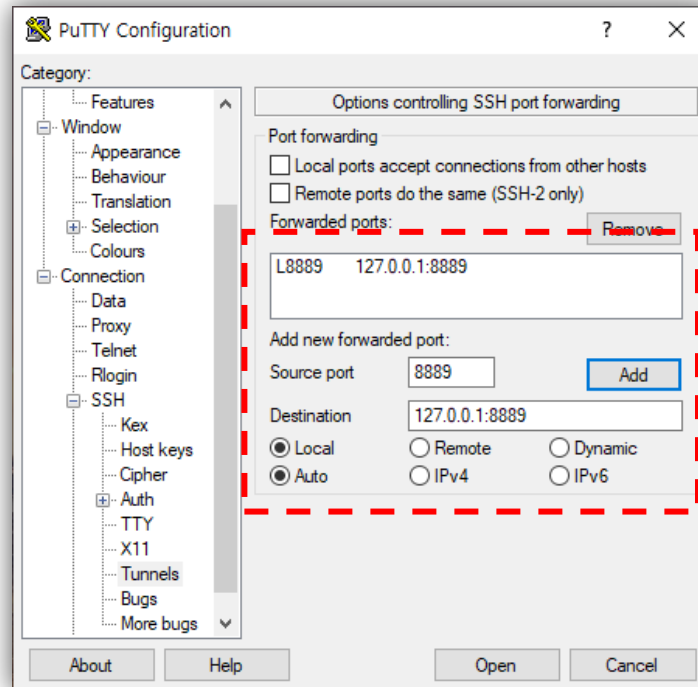 PuTTY Configuration
? ×
Category:
Features
Window
Appearance
Behaviour
Translation
Selection
Colours
Connection
Data
Proxy
Telnet
Rlogin
SSH
Kex
Host keys
Cipher
Auth
TTY
X11
Tunnels
Bugs
More bugs
Options controlling SSH port forwarding
Port forwarding
Local ports accept connections from other hosts
Remote ports do the same (SSH-2 only)
Forwarded ports: Remove
L8889 127.0.0.1:8889
Add new forwarded port:
Source port 8889 Add
Destination 127.0.0.1:8889
Local Remote Dynamic
Auto IPv4 IPv6
About Help Open Cancel